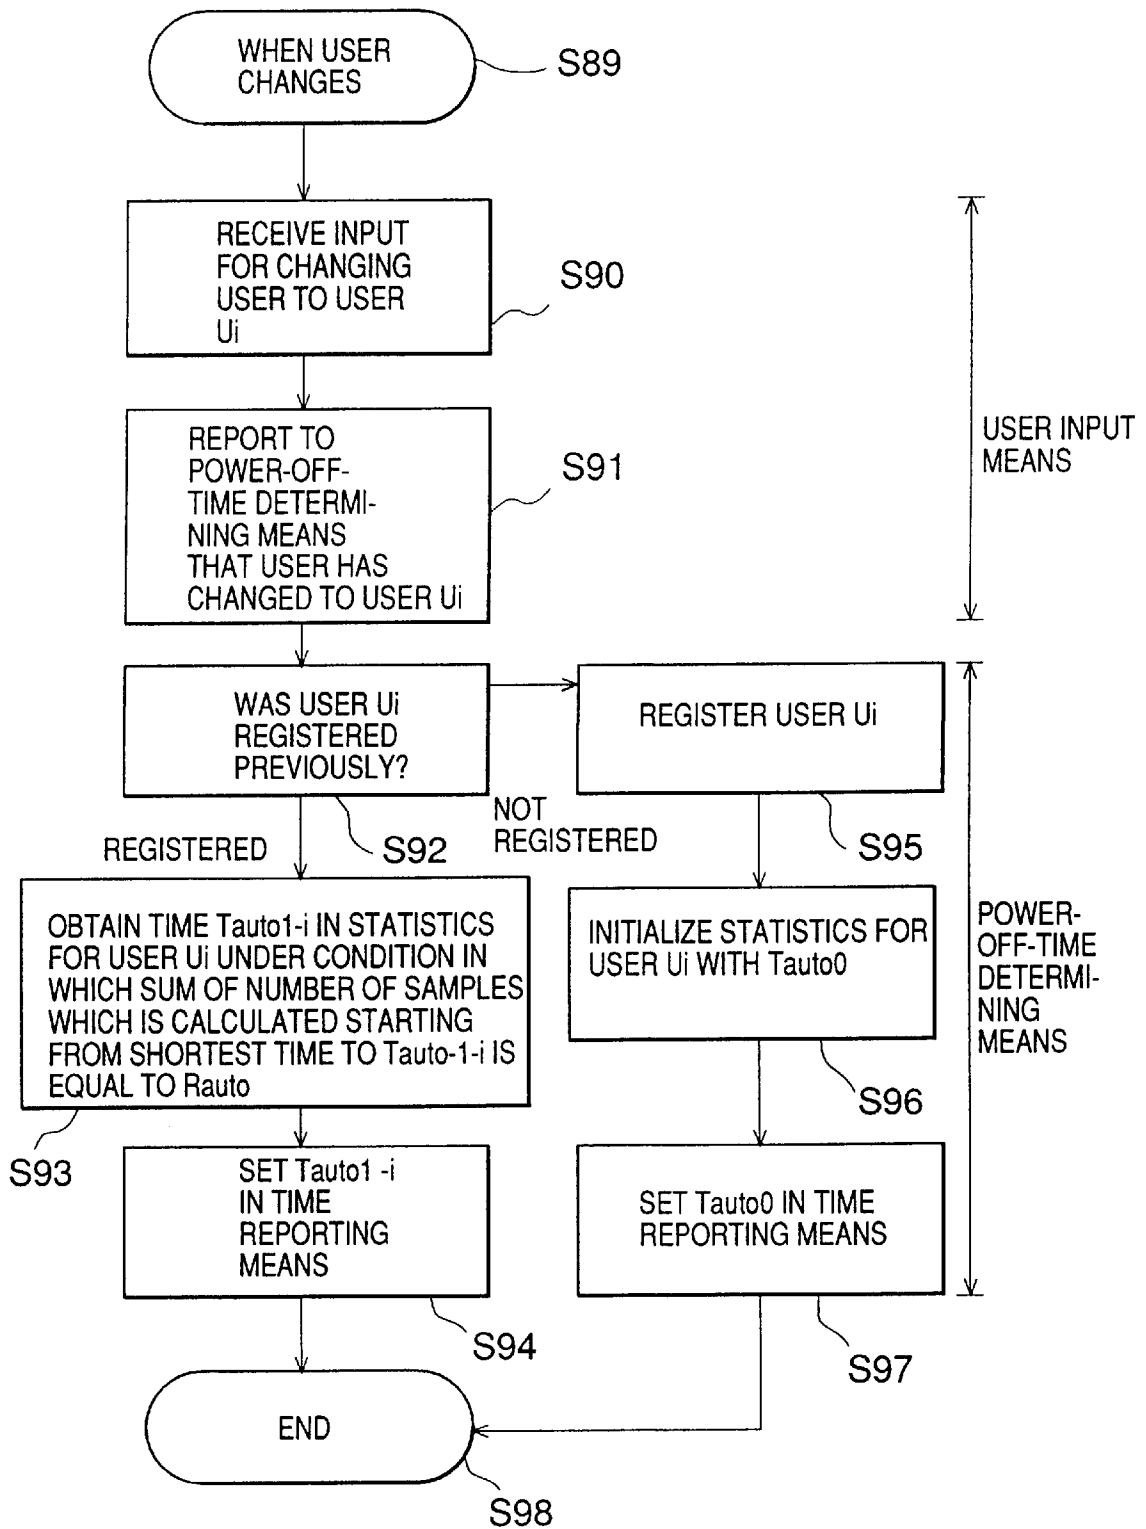 WHEN USER
CHANGES
S89
RECEIVE INPUT
FOR CHANGING
USER TO USER
Ui
S90
REPORT TO
POWER-OFF-
TIME DETERMI-
NING MEANS
THAT USER HAS
CHANGED TO USER Ui
S91
USER INPUT
MEANS
WAS USER Ui
REGISTERED
PREVIOUSLY?
S92
REGISTERED
NOT
REGISTERED
REGISTER USER Ui
S95
OBTAIN TIME Tauto1-i IN STATISTICS
FOR USER Ui UNDER CONDITION IN
WHICH SUM OF NUMBER OF SAMPLES
WHICH IS CALCULATED STARTING
FROM SHORTEST TIME TO Tauto-1-i IS
EQUAL TO Rauto
S93
INITIALIZE STATISTICS FOR
USER Ui WITH Tauto0
S96
POWER-
OFF-TIME
DETERMI-
NING
MEANS
SET Tauto1 -i
IN TIME
REPORTING
MEANS
S94
SET Tauto0 IN TIME
REPORTING MEANS
S97
END
S98